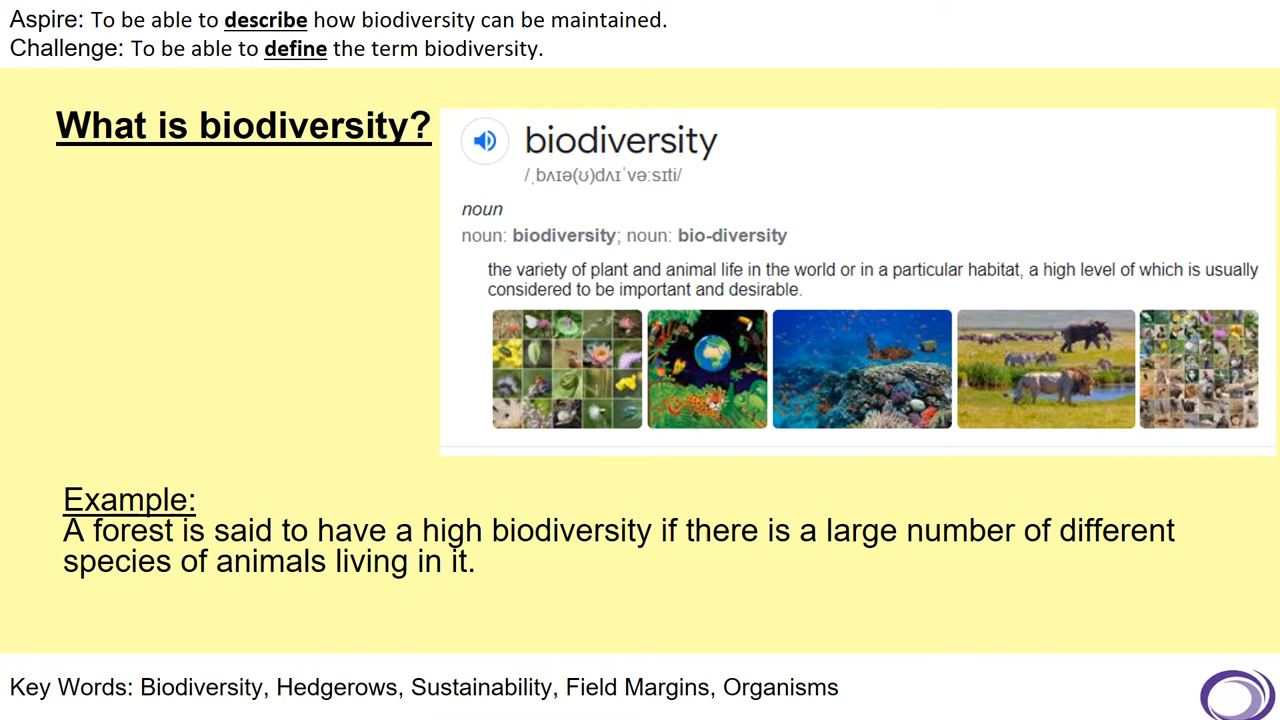 Aspire: To be able to describe how biodiversity can be maintained.
Challenge: To be able to define the term biodiversity.
What is biodiversity?
biodiversity
/ˌbʌɪə(ʊ)dʌɪˈvəːsɪti/
noun
noun: biodiversity; noun: bio-diversity
the variety of plant and animal life in the world or in a particular habitat, a high level of which is usually
considered to be important and desirable.
Example:
A forest is said to have a high biodiversity if there is a large number of different
species of animals living in it.
Key Words: Biodiversity, Hedgerows, Sustainability, Field Margins, Organisms